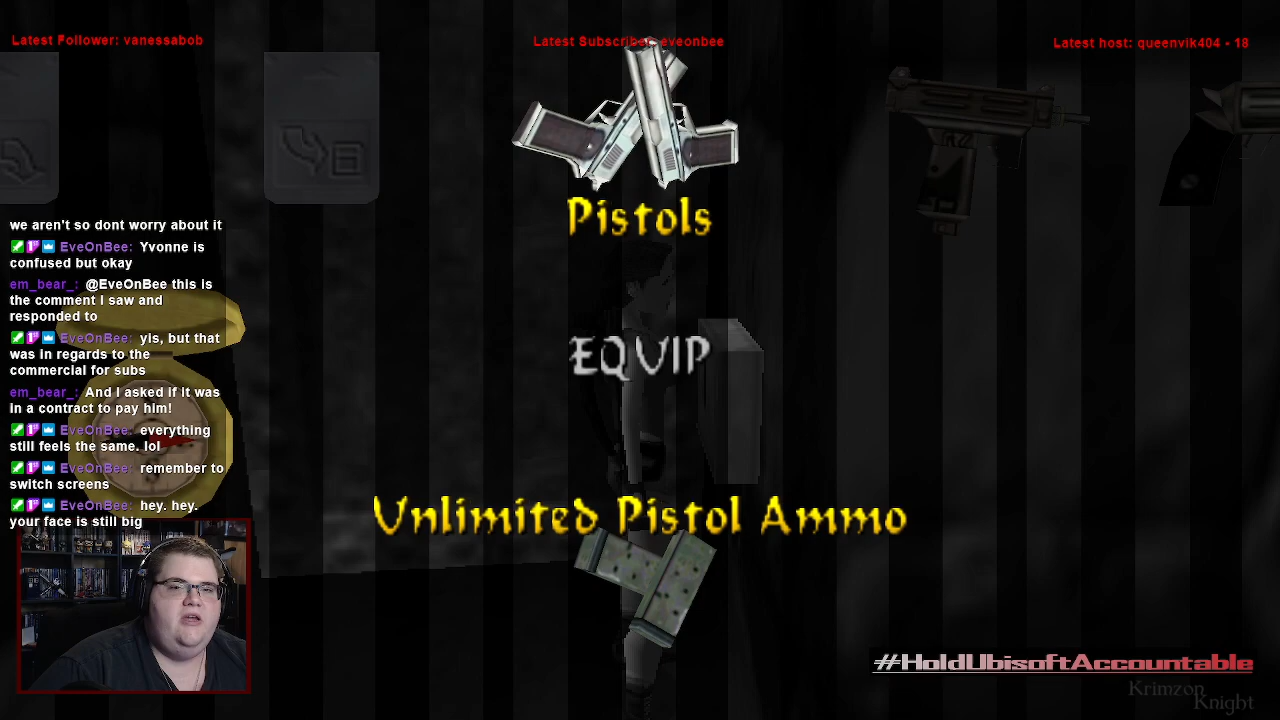 Latest Follower: vanessabob
Latest Subscriber: eveonbee
Latest host: queenvik404 - 18
Pistols
EQUIP
Unlimited Pistol Ammo
we aren't so dont worry about it
EveOnBee: Yvonne is
confused but okay
em_bear_: @EveOnBee this is
the comment I saw and
responded to
EveOnBee: yis, but that
was in regards to the
commercial for subs
em_bear_: And I asked if it was
in a contract to pay him!
EveOnBee: everything
still feels the same. lol
EveOnBee: remember to
switch screens
EveOnBee: hey. hey.
your face is still big
#HoldUbisoftAccountable
Krimzon
Knight